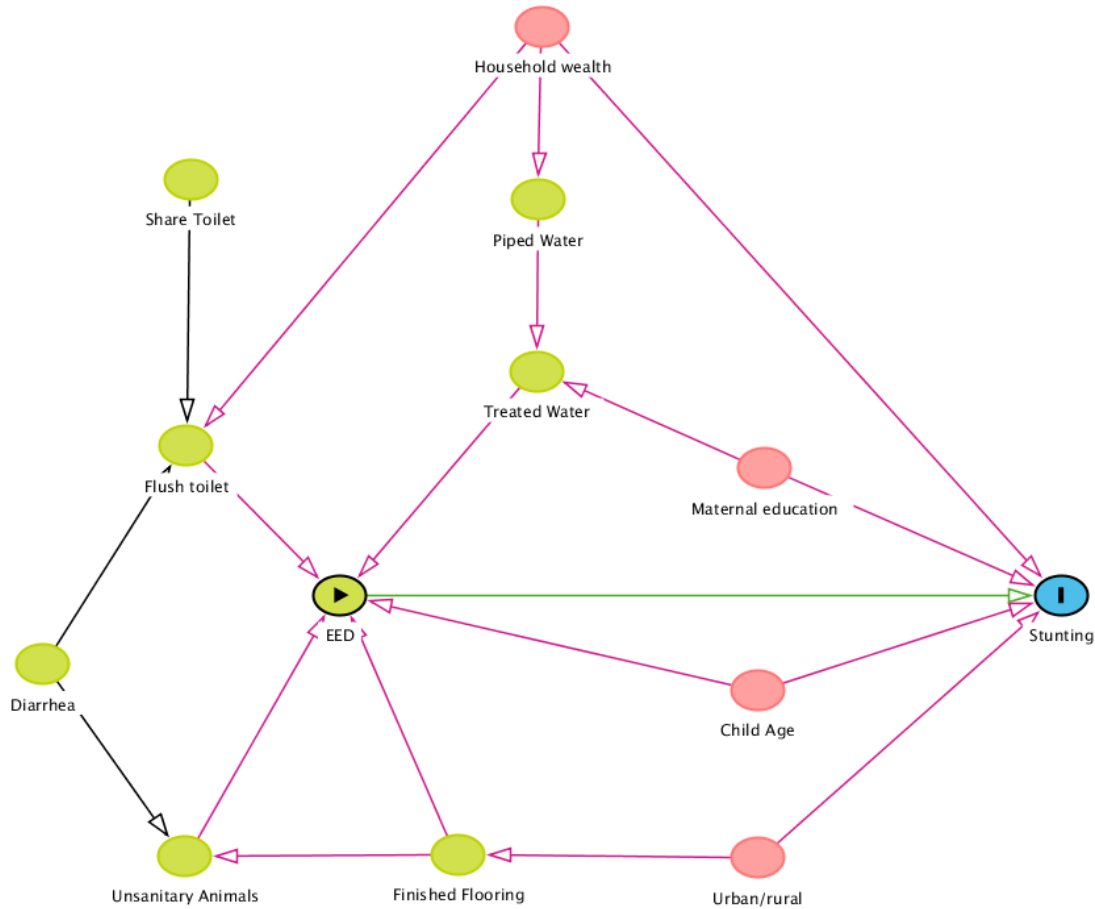 Household wealth
Share Toilet
Piped Water
Treated Water
Flush toilet
Maternal education
EED
Stunting
Diarrhea
Child Age
Unsanitary Animals
Finished Flooring
Urban/rural